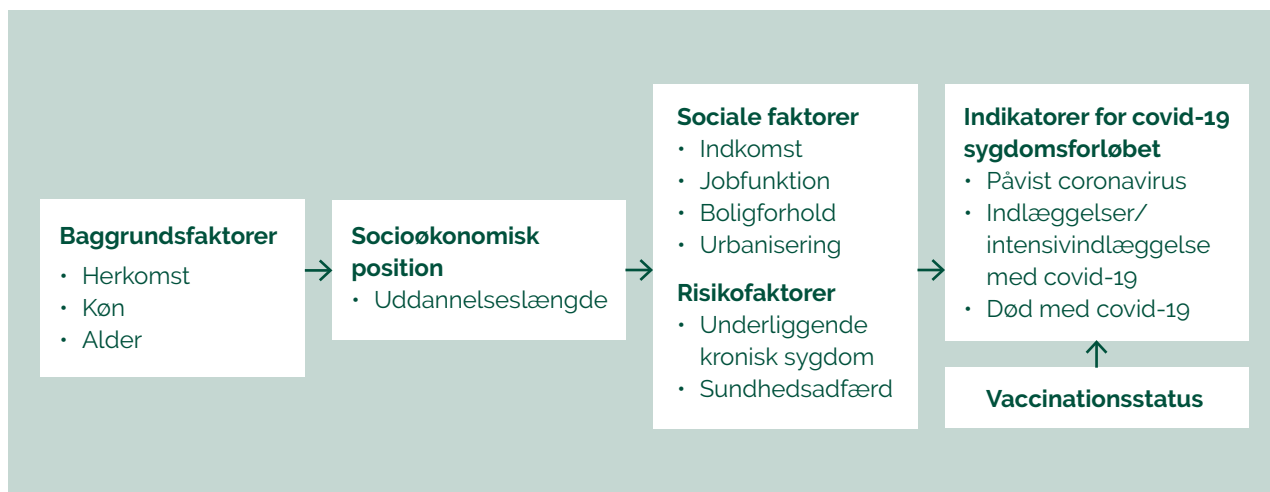 Baggrundsfaktorer
• Herkomst
• Køn
• Alder
Socioøkonomisk
position
• Uddannelseslængde
Sociale faktorer
• Indkomst
• Jobfunktion
• Boligforhold
• Urbanisering
Risikofaktorer
• Underliggende
kronisk sygdom
• Sundhedsadfærd
Indikatorer for covid-19
sygdomsforløbet
• Påvist coronavirus
• Indlæggelser/
intensivindlæggelse
med covid-19
• Død med covid-19
Vaccinationsstatus